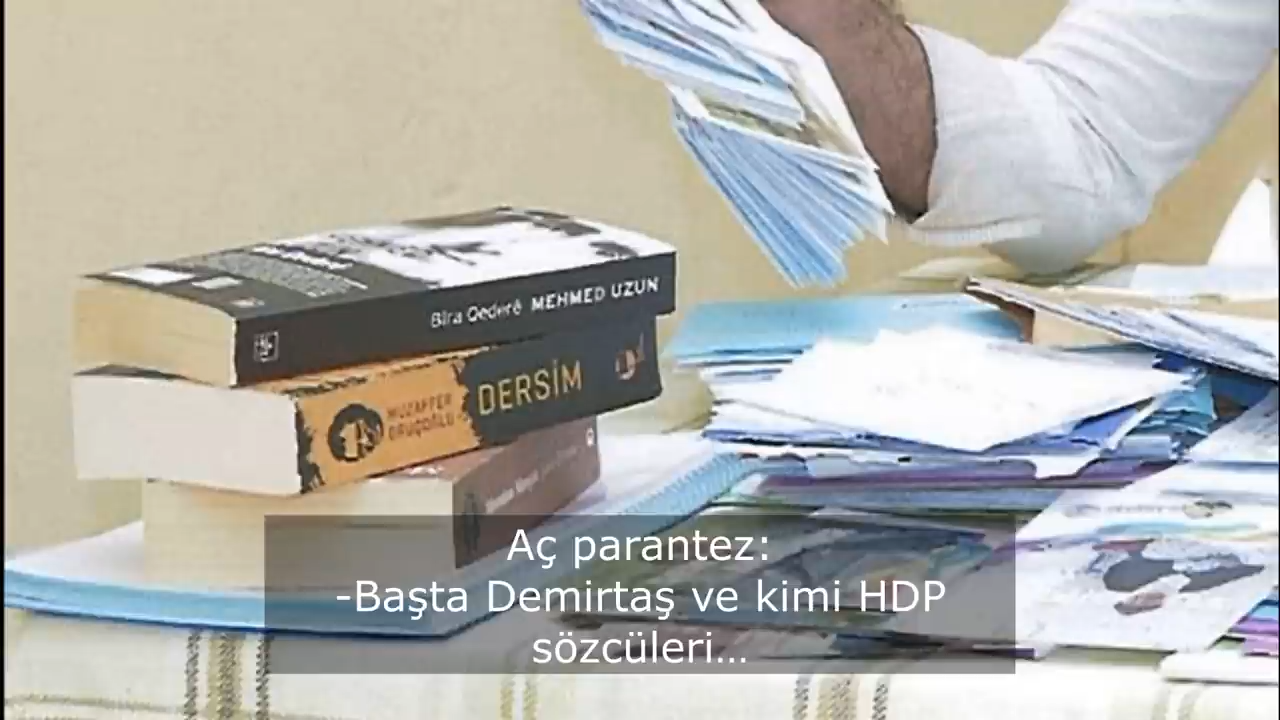 Bîra Qederê MEHMED UZUN
DERSİM
MUZAFFER
ORUÇOĞLU
Aç parantez:
-Başta Demirtaş ve kimi HDP
sözcüleri…